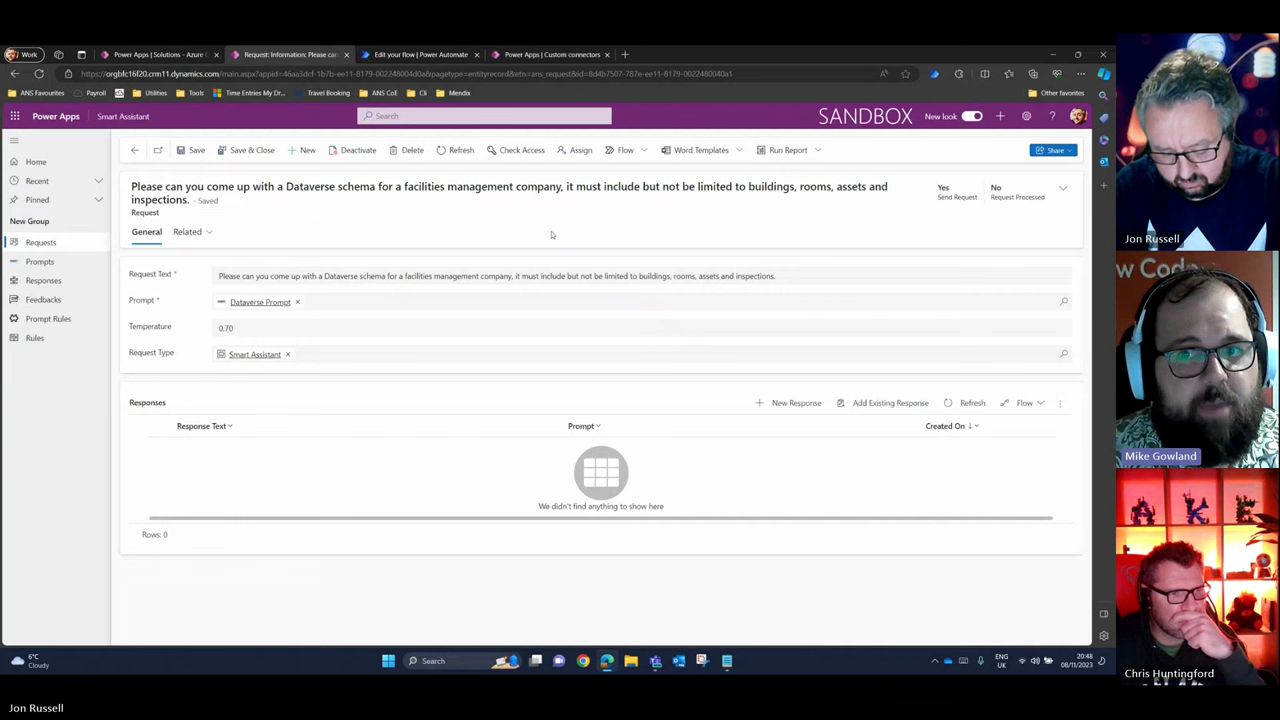 Work
Power Apps | Solutions - Azure
Request: Information: Please ca
Edit your flow | Power Automate
Power Apps | Custom connectors
ANS Favourites
Payroll
Utilities
Tools
Time Entries My Dr...
Travel Booking
ANS CoE
Cli
Mendix
Other favorites
Power Apps
Smart Assistant
Search
SANDBOX
New look
Save
Save & Close
New
Deactivate
Delete
Refresh
Check Access
Assign
Flow
Word Templates
Run Report
Share
Home
Recent
Pinned
New Group
Requests
Prompts
Responses
Feedbacks
Prompt Rules
Rules
Please can you come up with a Dataverse schema for a facilities management company, it must include but not be limited to buildings, rooms, assets and
inspections. - Saved
Request
Yes
Send Request
No
Request Processed
General
Related
Request Text *
Please can you come up with a Dataverse schema for a facilities management company, it must include but not be limited to buildings, rooms, assets and inspections.
Prompt *
Dataverse Prompt
Temperature
0.70
Request Type
Smart Assistant
Responses
New Response
Add Existing Response
Refresh
Flow
Response Text
Prompt
Created On
We didn't find anything to show here
Rows: 0
6°C
Cloudy
Search
ENG
UK
20:48
08/11/2023
Jon Russell
Mike Gowland
Chris Huntingford
Jon Russell